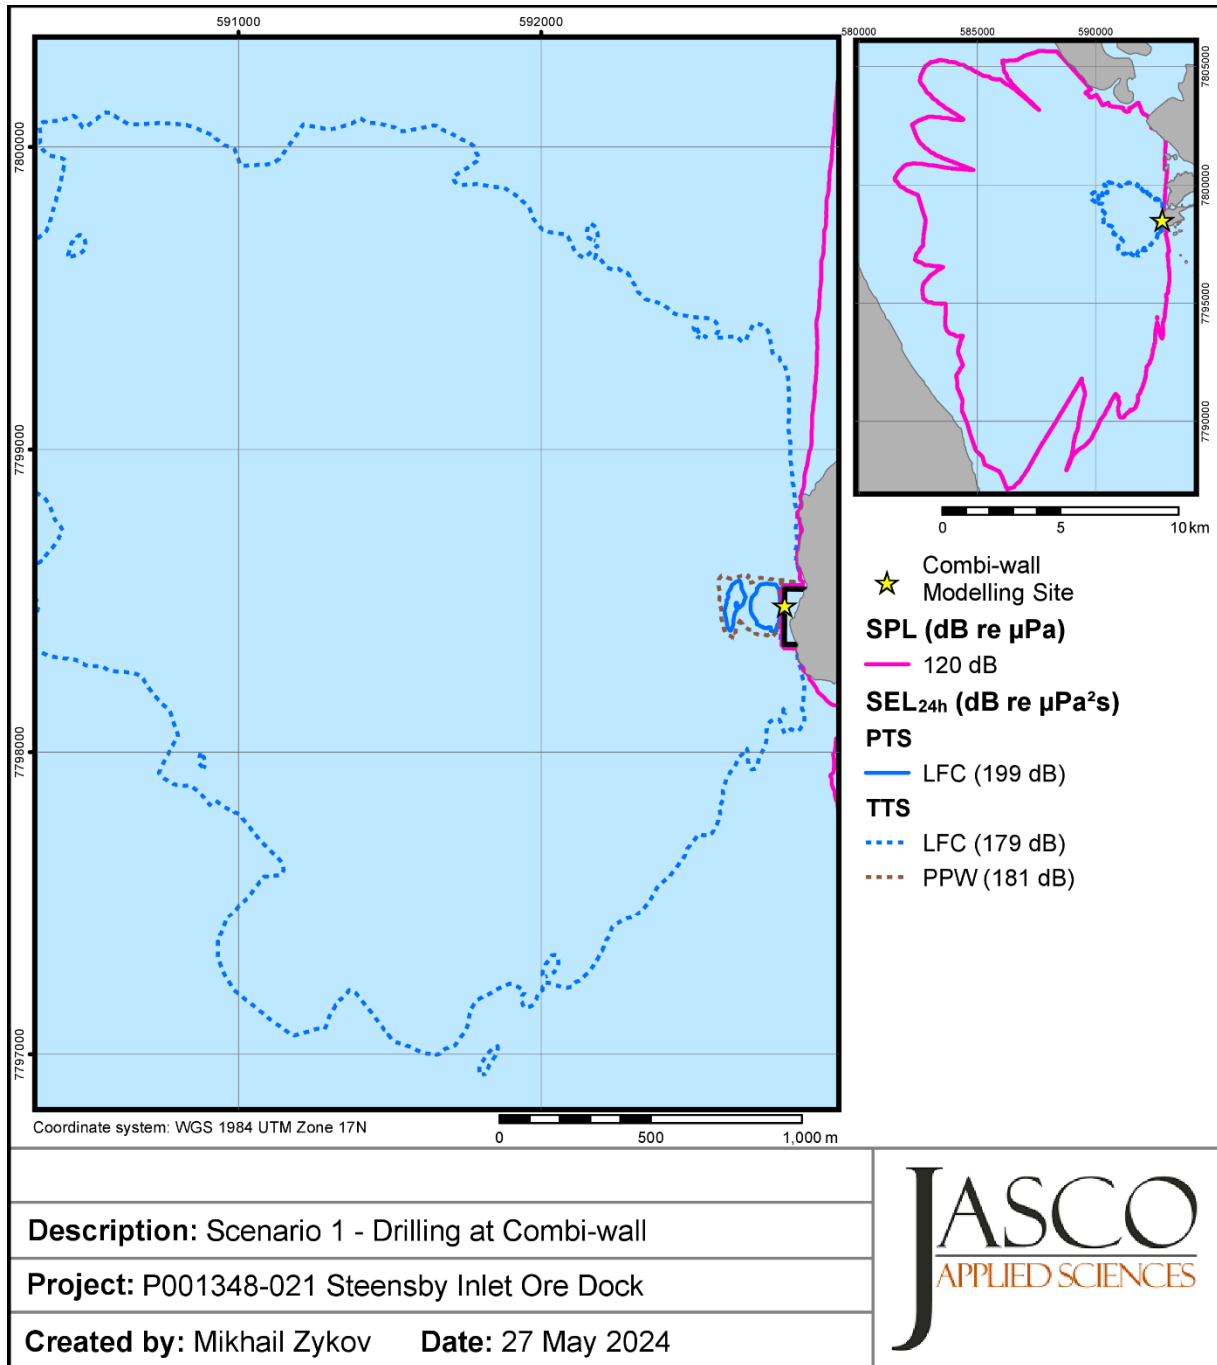 591000 592000
580000 585000 590000
7800000
7799000
7798000
7797000
7805000
7800000
7795000
7790000
0 5 10 km
Combi-wall
Modelling Site
SPL (dB re µPa)
120 dB
SEL24h (dB re µPa²s)
PTS
LFC (199 dB)
TTS
LFC (179 dB)
PPW (181 dB)
Coordinate system: WGS 1984 UTM Zone 17N
0 500 1,000 m
Description: Scenario 1 - Drilling at Combi-wall
Project: P001348-021 Steensby Inlet Ore Dock
Created by: Mikhail Zykov Date: 27 May 2024
JASCO
APPLIED SCIENCES